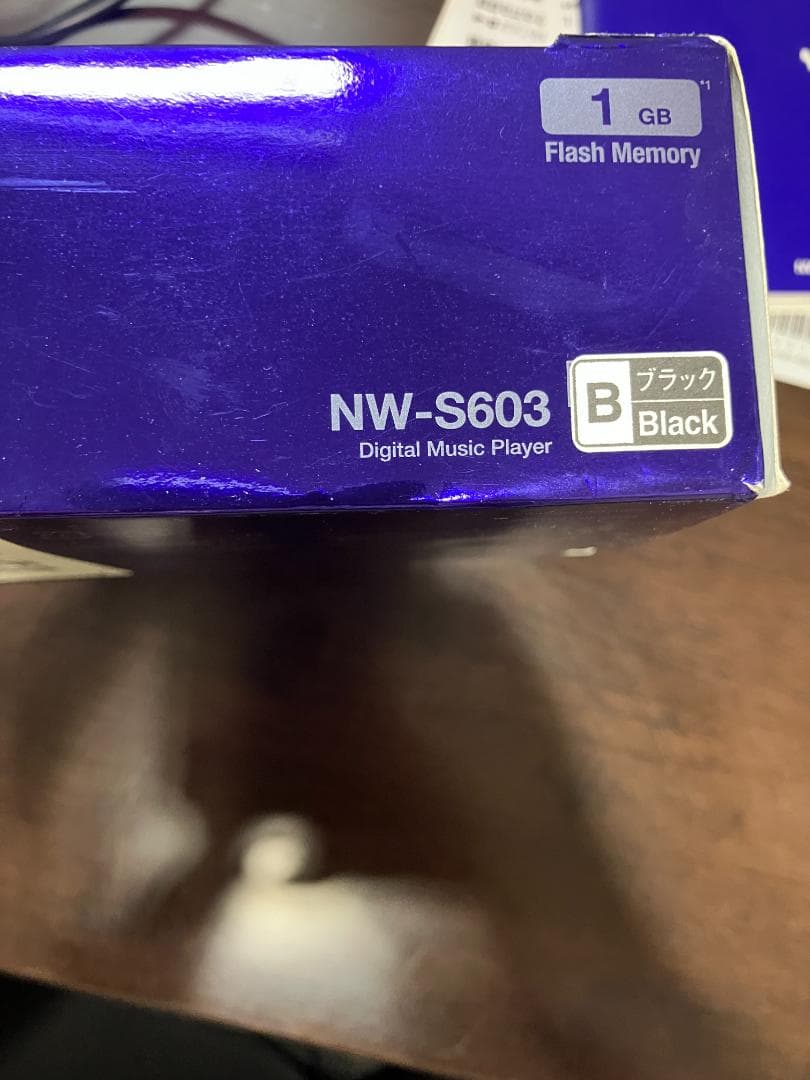 1 GB *1
Flash Memory
NW-S603
Digital Music Player
B ブラック
Black